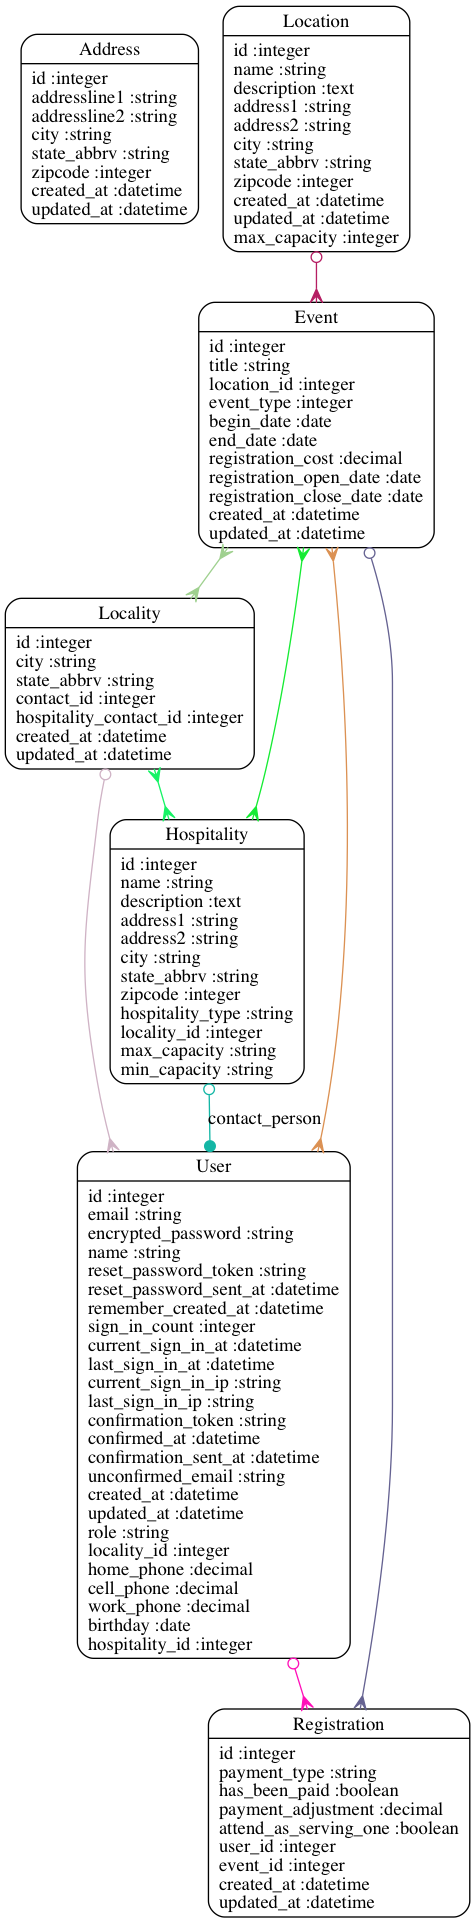 Address
id :integer
addressline1 :string
addressline2 :string
city :string
state_abbrv :string
zipcode :integer
created_at :datetime
updated_at :datetime
Location
id :integer
name :string
description :text
address1 :string
address2 :string
city :string
state_abbrv :string
zipcode :integer
created_at :datetime
updated_at :datetime
max_capacity :integer
Event
id :integer
title :string
location_id :integer
event_type :integer
begin_date :date
end_date :date
registration_cost :decimal
registration_open_date :date
registration_close_date :date
created_at :datetime
updated_at :datetime
Locality
id :integer
city :string
state_abbrv :string
contact_id :integer
hospitality_contact_id :integer
created_at :datetime
updated_at :datetime
Hospitality
id :integer
name :string
description :text
address1 :string
address2 :string
city :string
state_abbrv :string
zipcode :integer
hospitality_type :string
locality_id :integer
max_capacity :string
min_capacity :string
contact_person
User
id :integer
email :string
encrypted_password :string
name :string
reset_password_token :string
reset_password_sent_at :datetime
remember_created_at :datetime
sign_in_count :integer
current_sign_in_at :datetime
last_sign_in_at :datetime
current_sign_in_ip :string
last_sign_in_ip :string
confirmation_token :string
confirmed_at :datetime
confirmation_sent_at :datetime
unconfirmed_email :string
created_at :datetime
updated_at :datetime
role :string
locality_id :integer
home_phone :decimal
cell_phone :decimal
work_phone :decimal
birthday :date
hospitality_id :integer
Registration
id :integer
payment_type :string
has_been_paid :boolean
payment_adjustment :decimal
attend_as_serving_one :boolean
user_id :integer
event_id :integer
created_at :datetime
updated_at :datetime